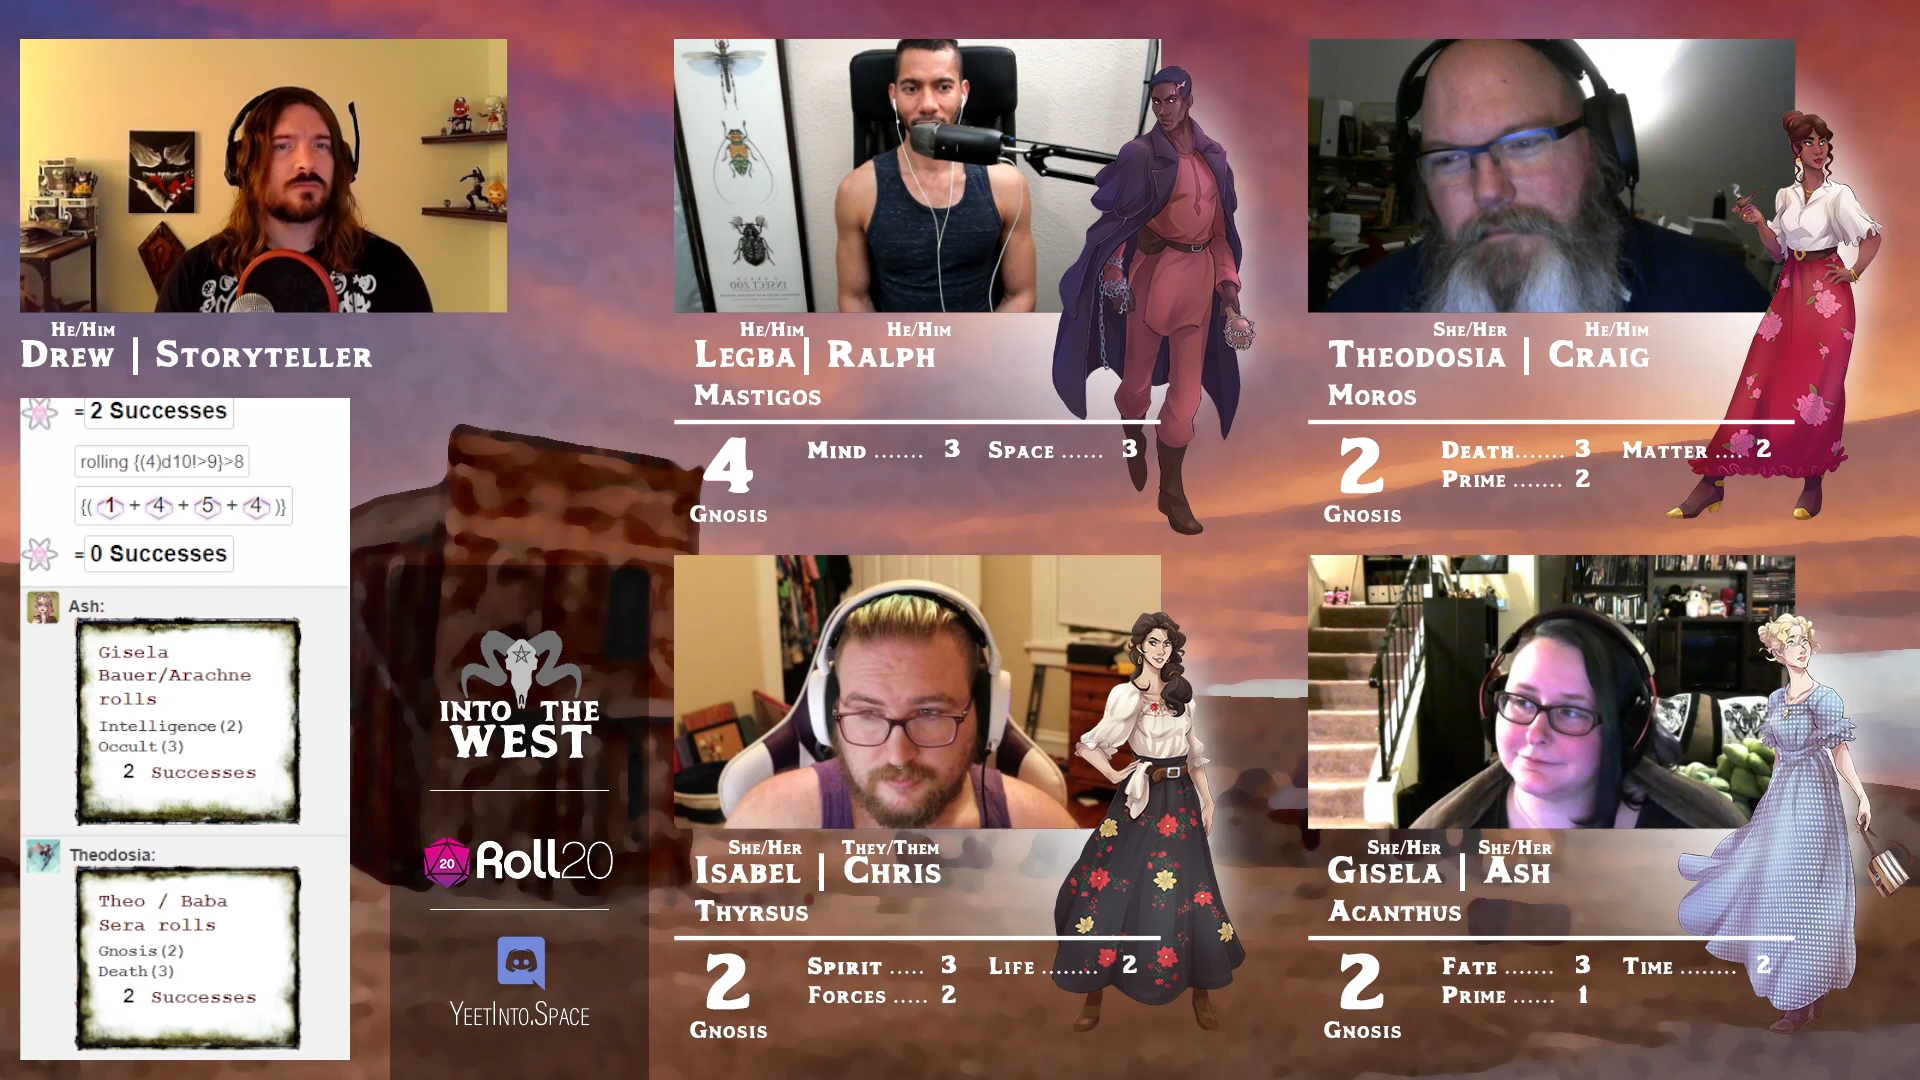 He/Him
Drew | Storyteller
= 2 Successes
rolling {(4)d10!>9}>8
{( 1 + 4 + 5 + 4 )}
= 0 Successes
Ash:
Gisela
Bauer/Arachne
rolls
Intelligence(2)
Occult(3)
2 Successes
Theodosia:
Theo / Baba
Sera rolls
Gnosis(2)
Death(3)
2 Successes
INTO THE
WEST
20 Roll20
YeetInto.Space
INSECT ZOO
He/Him He/Him
Legba | Ralph
Mastigos
4
Gnosis
Mind ....... 3 Space ...... 3
She/Her He/Him
Theodosia | Craig
Moros
2
Gnosis
Death....... 3 Matter .... 2
Prime ....... 2
She/Her They/Them
Isabel | Chris
Thyrsus
2
Gnosis
Spirit ..... 3 Life ........ 2
Forces ..... 2
She/Her She/Her
Gisela | Ash
Acanthus
2
Gnosis
Fate ....... 3 Time ........ 2
Prime ...... 1